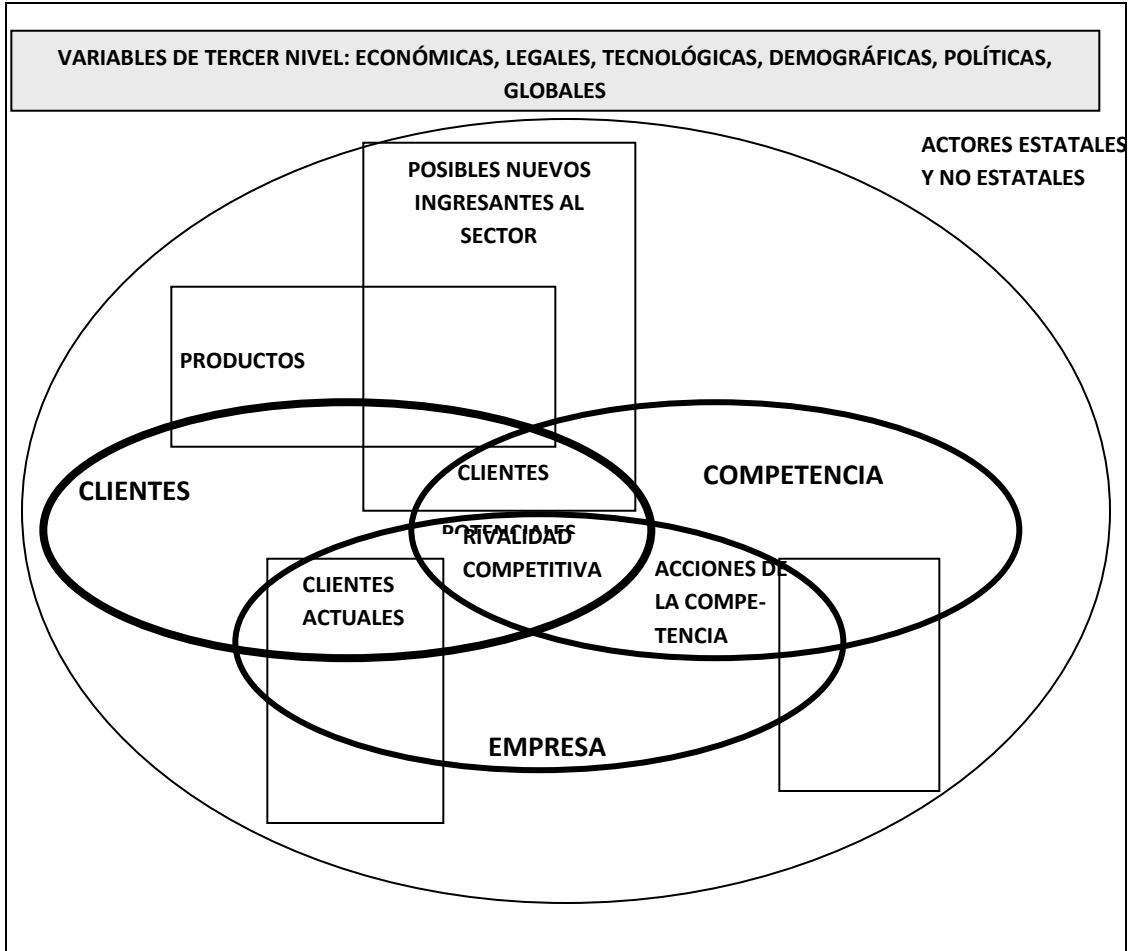 VARIABLES DE TERCER NIVEL: ECONÓMICAS, LEGALES, TECNOLÓGICAS, DEMOGRÁFICAS, POLÍTICAS,
GLOBALES
ACTORES ESTATALES
Y NO ESTATALES
POSIBLES NUEVOS
INGRESANTES AL
SECTOR
PRODUCTOS
CLIENTES
CLIENTES
POTENCIALES
COMPETENCIA
RIVALIDAD
COMPETITIVA
CLIENTES
ACTUALES
ACCIONES DE
LA COMPE-
TENCIA
EMPRESA